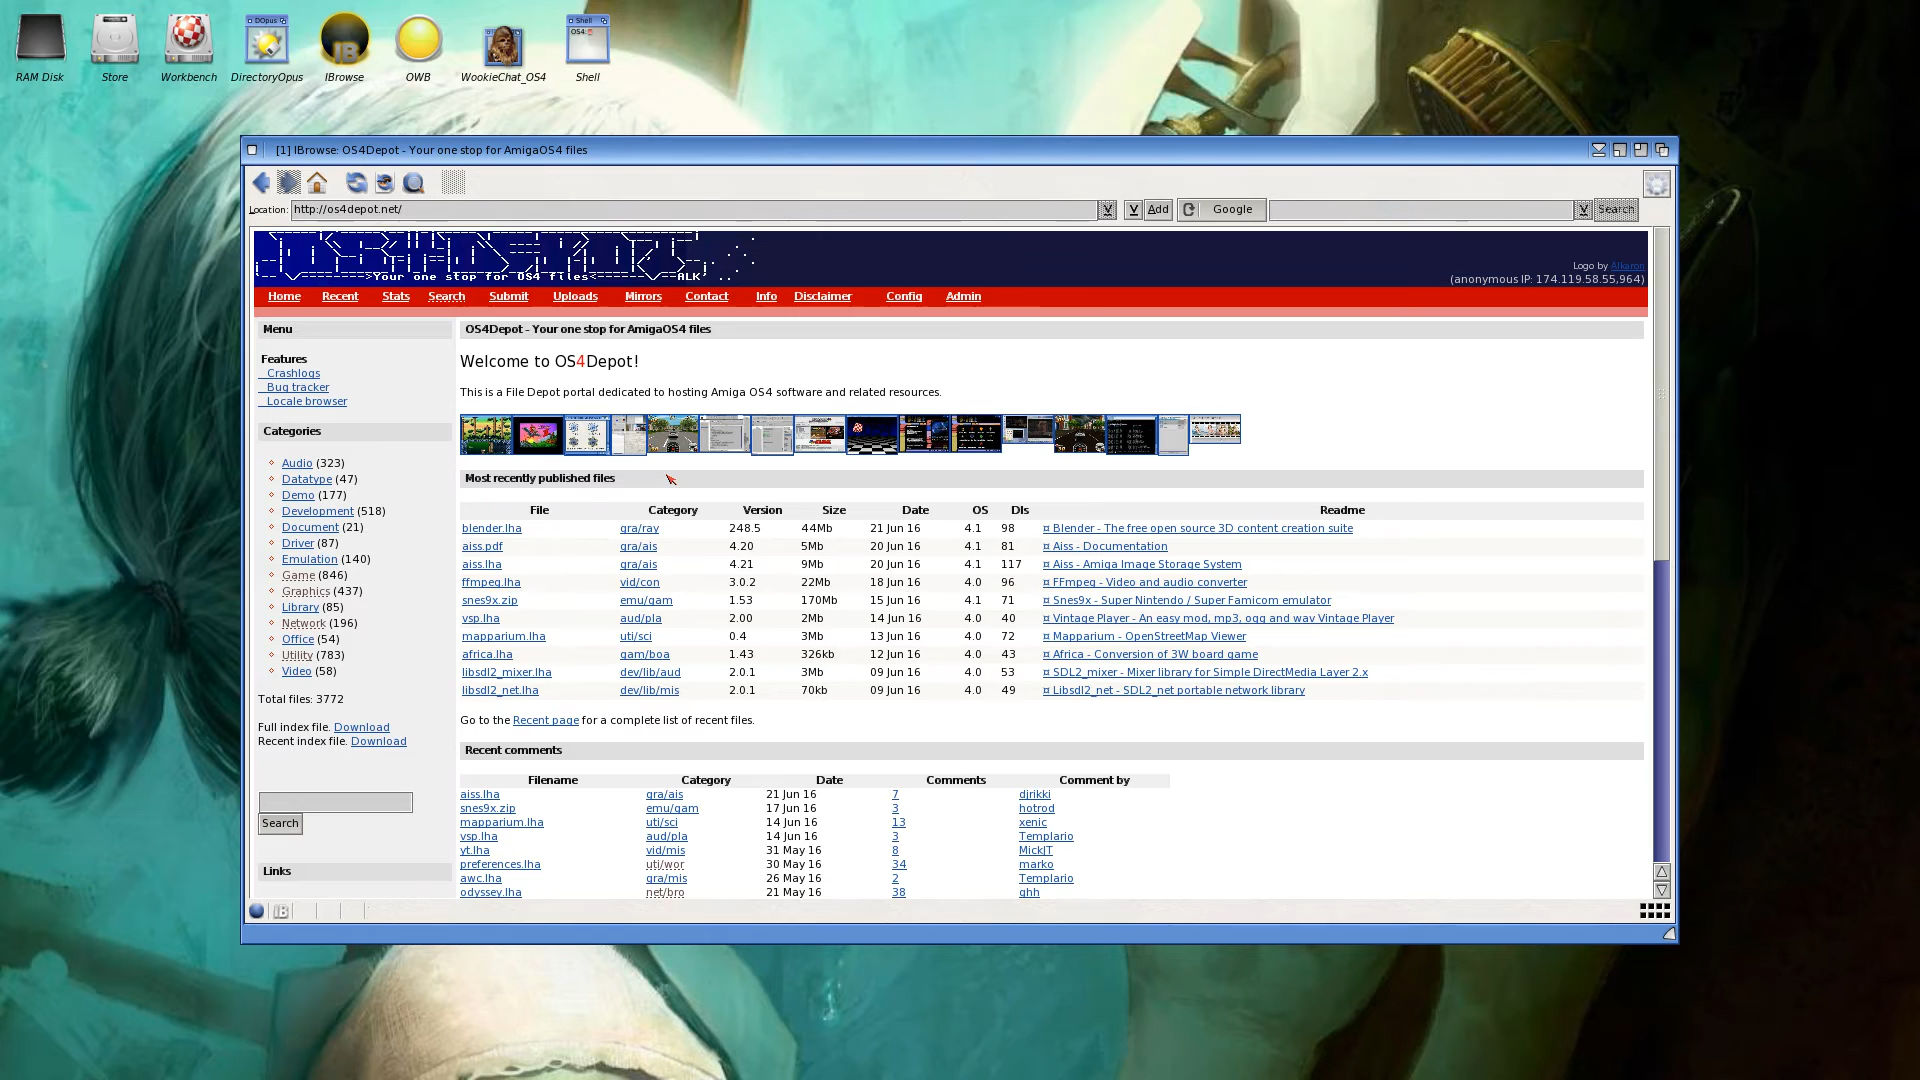 RAM Disk
Store
Workbench
DOpus
DirectoryOpus
IB
IBrowse
OWB
WookieChat_OS4
Shell
OS4:
Shell
[1] IBrowse: OS4Depot - Your one stop for AmigaOS4 files
Location: http://os4depot.net/ Add Google Search
>Your one stop for OS4 files< ALK'
Logo by Alkaron
(anonymous IP: 174.119.58.55,964)
Home Recent Stats Search Submit Uploads Mirrors Contact Info Disclaimer Config Admin
Menu
Features
Crashlogs
Bug tracker
Locale browser
Categories
Audio (323)
Datatype (47)
Demo (177)
Development (518)
Document (21)
Driver (87)
Emulation (140)
Game (846)
Graphics (437)
Library (85)
Network (196)
Office (54)
Utility (783)
Video (58)
Total files: 3772
Full index file. Download
Recent index file. Download
Search
Links
OS4Depot - Your one stop for AmigaOS4 files
Welcome to OS4Depot!
This is a File Depot portal dedicated to hosting Amiga OS4 software and related resources.
Most recently published files
File Category Version Size Date OS Dls Readme
blender.lha gra/ray 248.5 44Mb 21 Jun 16 4.1 98 ¤ Blender - The free open source 3D content creation suite
aiss.pdf gra/ais 4.20 5Mb 20 Jun 16 4.1 81 ¤ Aiss - Documentation
aiss.lha gra/ais 4.21 9Mb 20 Jun 16 4.1 117 ¤ Aiss - Amiga Image Storage System
ffmpeg.lha vid/con 3.0.2 22Mb 18 Jun 16 4.0 96 ¤ FFmpeg - Video and audio converter
snes9x.zip emu/gam 1.53 170Mb 15 Jun 16 4.1 71 ¤ Snes9x - Super Nintendo / Super Famicom emulator
vsp.lha aud/pla 2.00 2Mb 14 Jun 16 4.0 40 ¤ Vintage Player - An easy mod, mp3, ogg and wav Vintage Player
mapparium.lha uti/sci 0.4 3Mb 13 Jun 16 4.0 72 ¤ Mapparium - OpenStreetMap Viewer
africa.lha gam/boa 1.43 326kb 12 Jun 16 4.0 43 ¤ Africa - Conversion of 3W board game
libsdl2_mixer.lha dev/lib/aud 2.0.1 3Mb 09 Jun 16 4.0 53 ¤ SDL2_mixer - Mixer library for Simple DirectMedia Layer 2.x
libsdl2_net.lha dev/lib/mis 2.0.1 70kb 09 Jun 16 4.0 49 ¤ Libsdl2_net - SDL2_net portable network library
Go to the Recent page for a complete list of recent files.
Recent comments
Filename Category Date Comments Comment by
aiss.lha gra/ais 21 Jun 16 7 djrikki
snes9x.zip emu/gam 17 Jun 16 3 hotrod
mapparium.lha uti/sci 14 Jun 16 13 xenic
vsp.lha aud/pla 14 Jun 16 3 Templario
yt.lha vid/mis 31 May 16 8 MickJT
preferences.lha uti/wor 30 May 16 34 marko
awc.lha gra/mis 26 May 16 2 Templario
odyssey.lha net/bro 21 May 16 38 ghh
IB